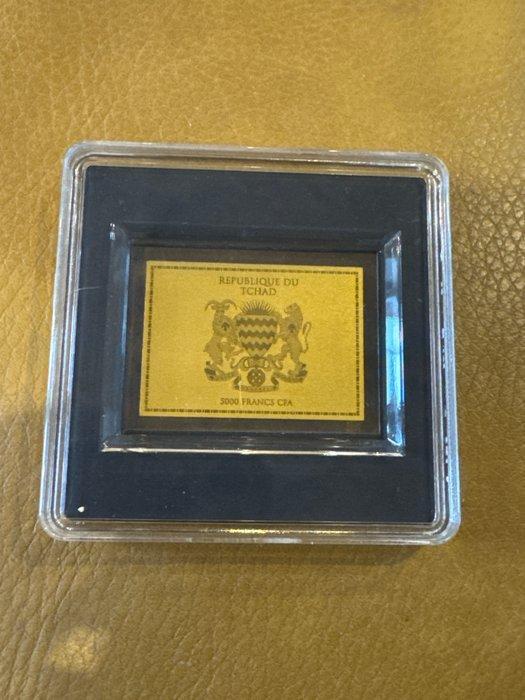 REPUBLIQUE DU
TCHAD
5000 FRANCS CFA